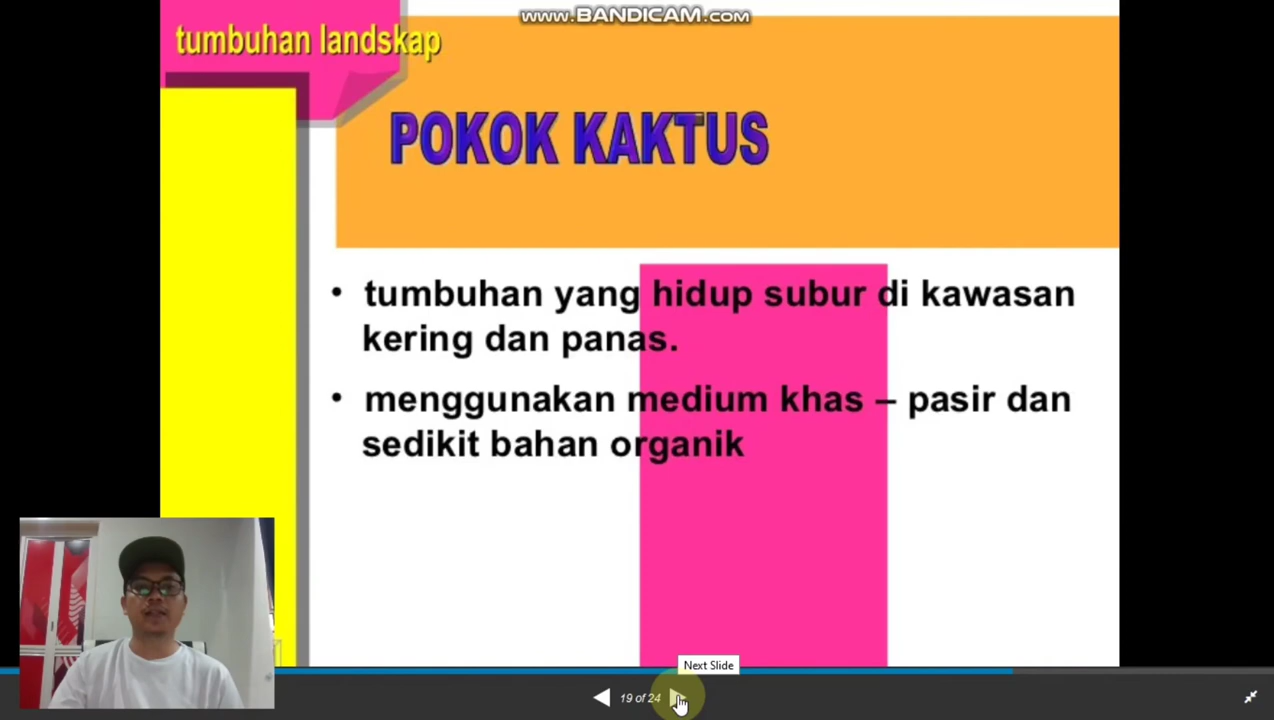 www.BANDICAM.com
tumbuhan landskap
POKOK KAKTUS
• tumbuhan yang hidup subur di kawasan
kering dan panas.
• menggunakan medium khas – pasir dan
sedikit bahan organik
Next Slide
19 of 24